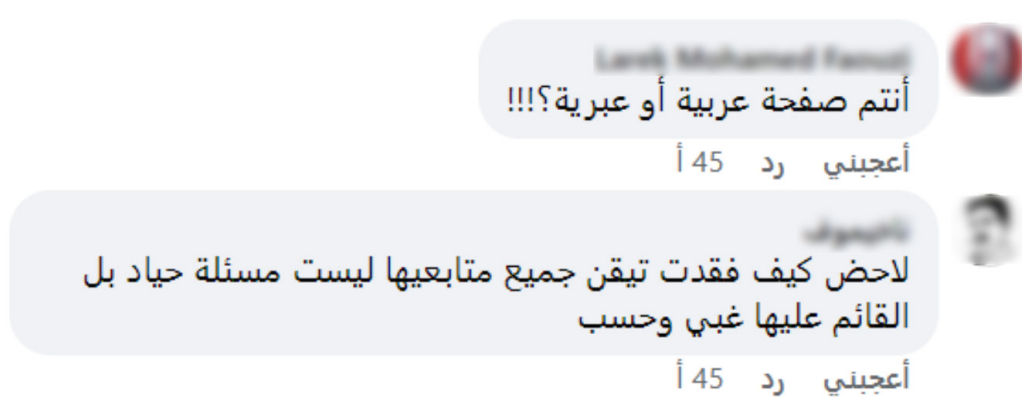 أنتم صفحة عربية أو عبرية؟!!!
أعجبني رد 45 أ
لاحض كيف فقدت تيقن جميع متابعيها ليست مسئلة حياد بل
القائم عليها غبي وحسب
أعجبني رد 45 أ